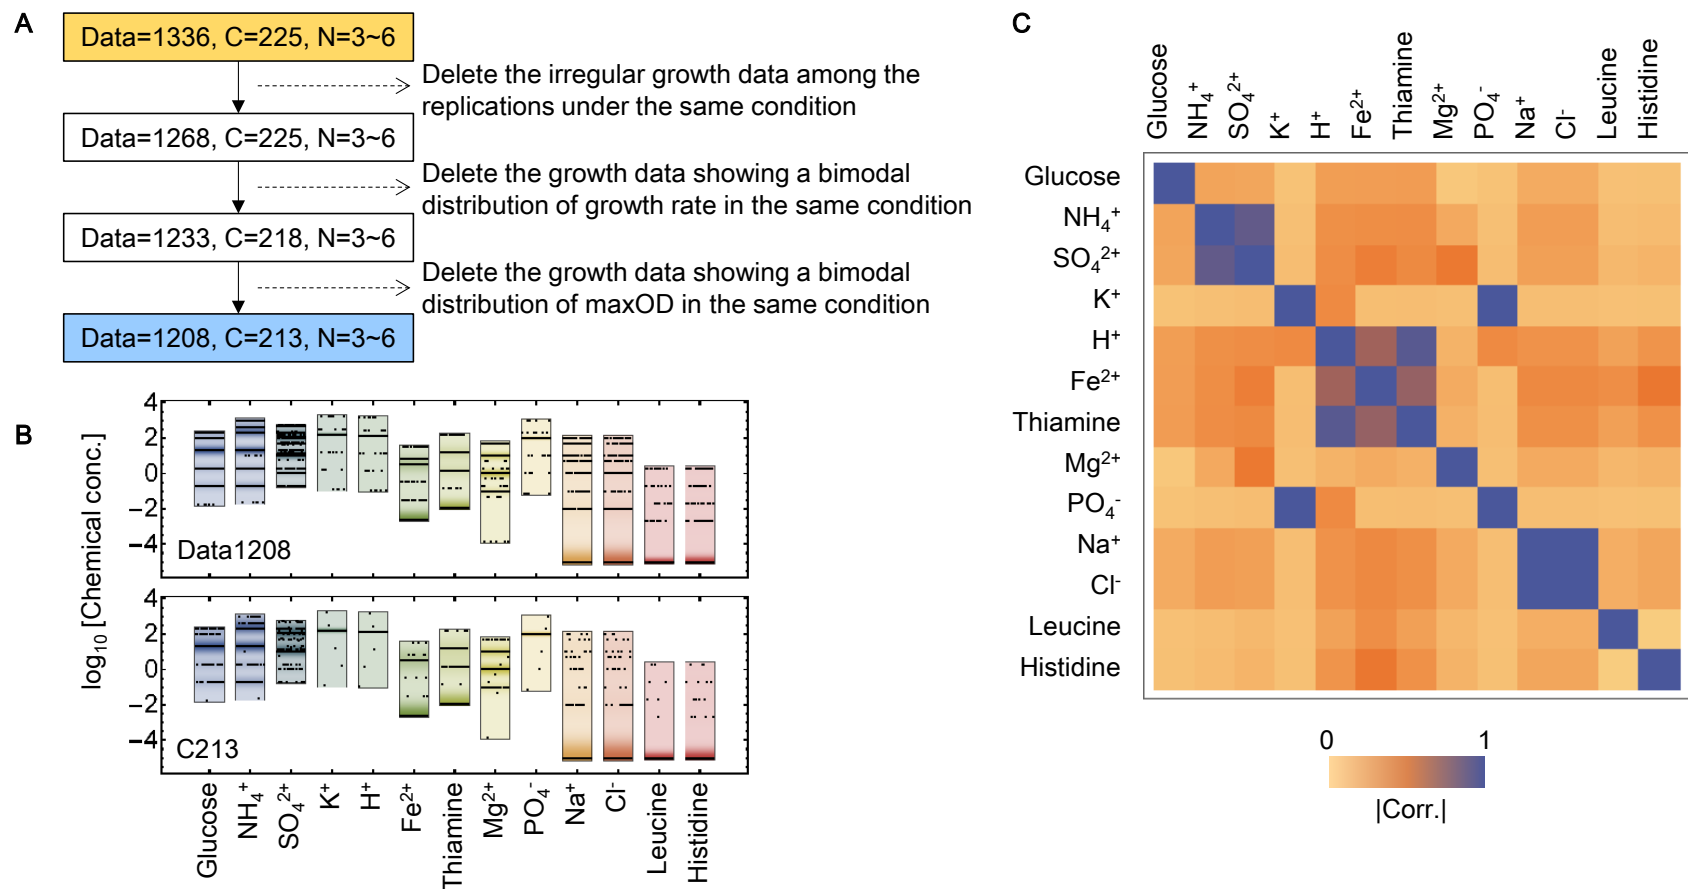 A
Data=1336, C=225, N=3~6
Delete the irregular growth data among the
replications under the same condition
Data=1268, C=225, N=3~6
Delete the growth data showing a bimodal
distribution of growth rate in the same condition
Data=1233, C=218, N=3~6
Delete the growth data showing a bimodal
distribution of maxOD in the same condition
Data=1208, C=213, N=3~6
B
log₁₀ [Chemical conc.]
4
2
0
−2
−4
Data1208
4
2
0
−2
−4
C213
Glucose
NH₄⁺
SO₄²⁺
K⁺
H⁺
Fe²⁺
Thiamine
Mg²⁺
PO₄⁻
Na⁺
Cl⁻
Leucine
Histidine
C
Glucose
NH₄⁺
SO₄²⁺
K⁺
H⁺
Fe²⁺
Thiamine
Mg²⁺
PO₄⁻
Na⁺
Cl⁻
Leucine
Histidine
Glucose
NH₄⁺
SO₄²⁺
K⁺
H⁺
Fe²⁺
Thiamine
Mg²⁺
PO₄⁻
Na⁺
Cl⁻
Leucine
Histidine
0 1
|Corr.|